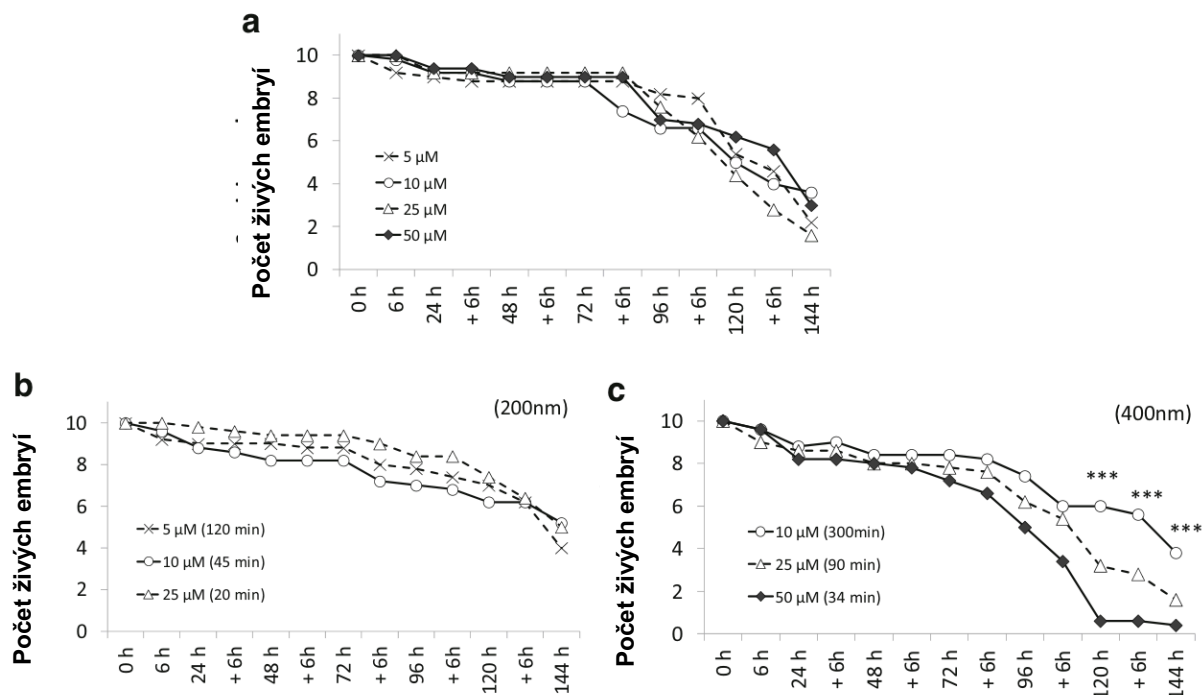 a
Počet živých embryí
10
8
6
4
2
0
5 µM
10 µM
25 µM
50 µM
0 h
6 h
24 h
+ 6h
48 h
+ 6h
72 h
+ 6h
96 h
+ 6h
120 h
+ 6h
144 h
b
(200nm)
Počet živých embryí
10
8
6
4
2
0
5 µM (120 min)
10 µM (45 min)
25 µM (20 min)
0 h
6 h
24 h
+ 6h
48 h
+ 6h
72 h
+ 6h
96 h
+ 6h
120 h
+ 6h
144 h
c
(400nm)
Počet živých embryí
10
8
6
4
2
0
***
***
***
10 µM (300min)
25 µM (90 min)
50 µM (34 min)
0 h
6 h
24 h
+ 6h
48 h
+ 6h
72 h
+ 6h
96 h
+ 6h
120 h
+ 6h
144 h